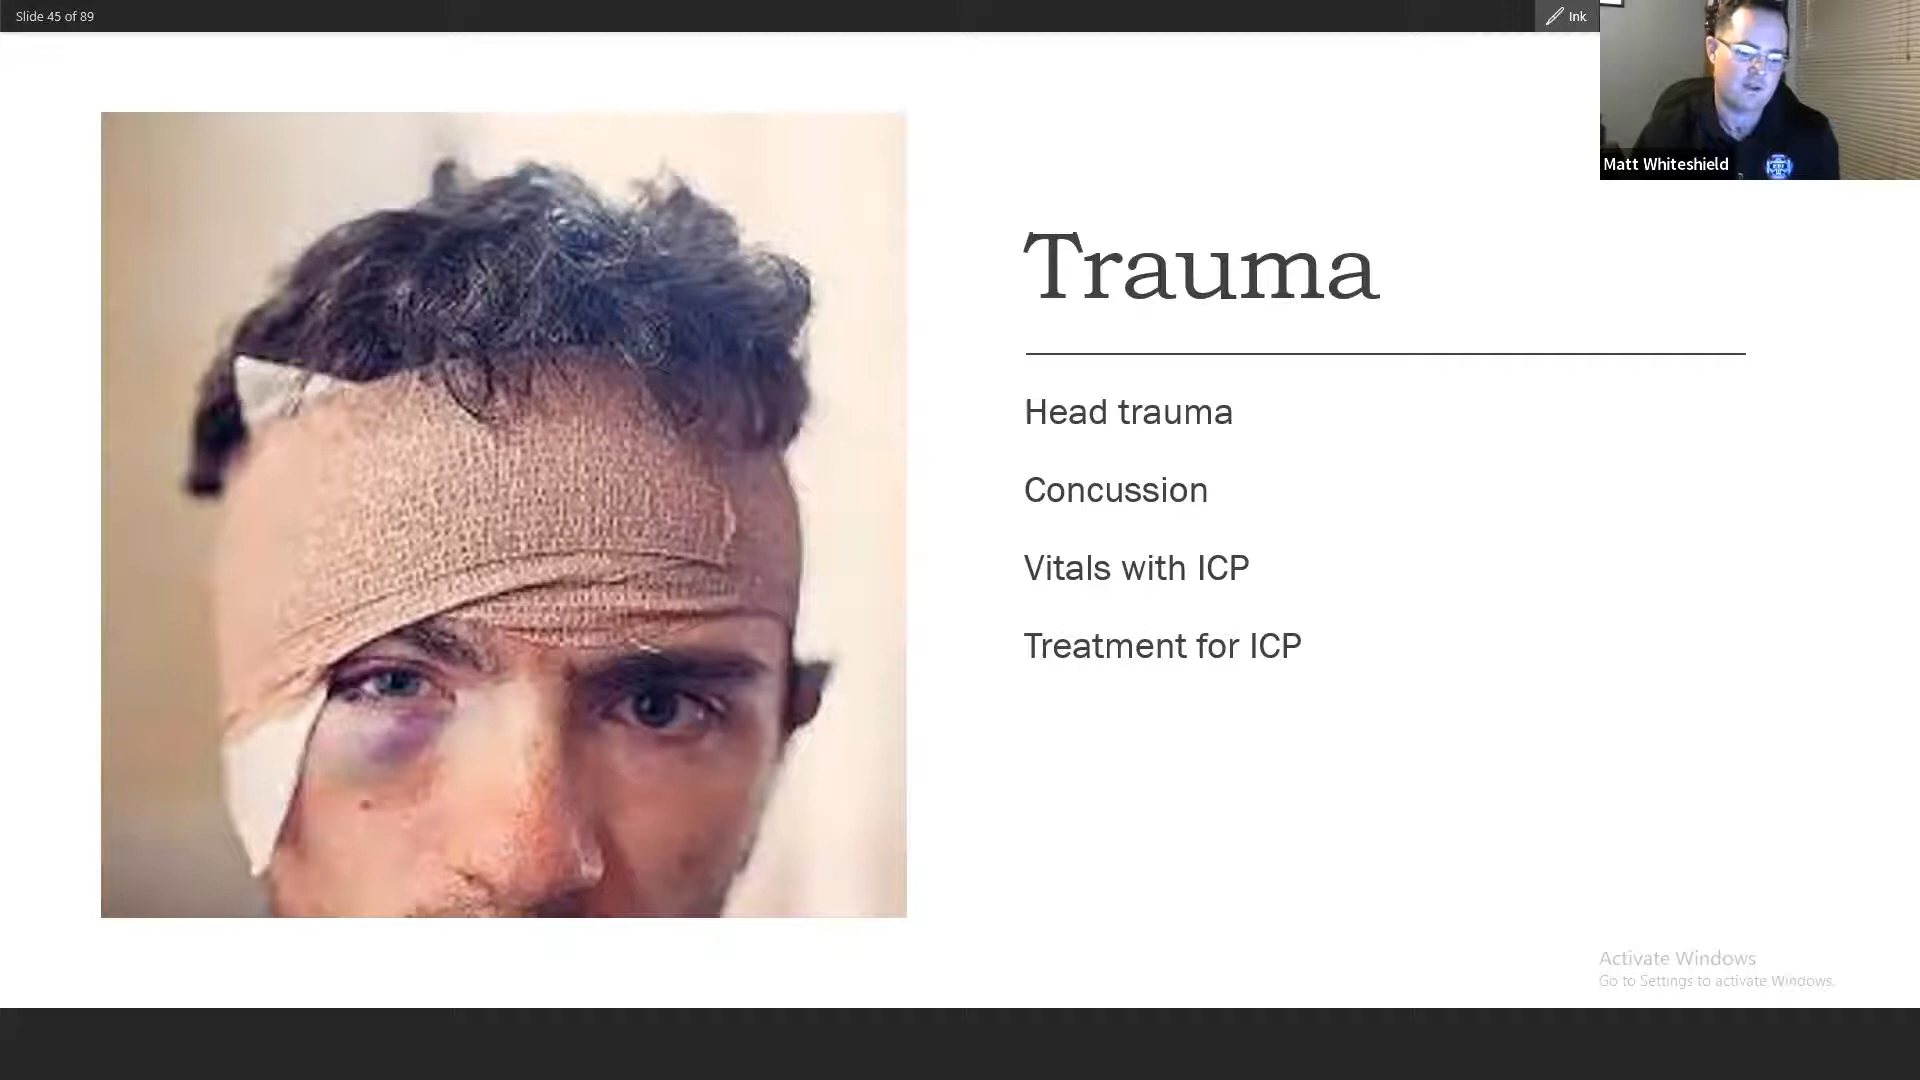 Slide 45 of 89
Ink
Matt Whiteshield
Trauma
Head trauma
Concussion
Vitals with ICP
Treatment for ICP
Activate Windows
Go to Settings to activate Windows.